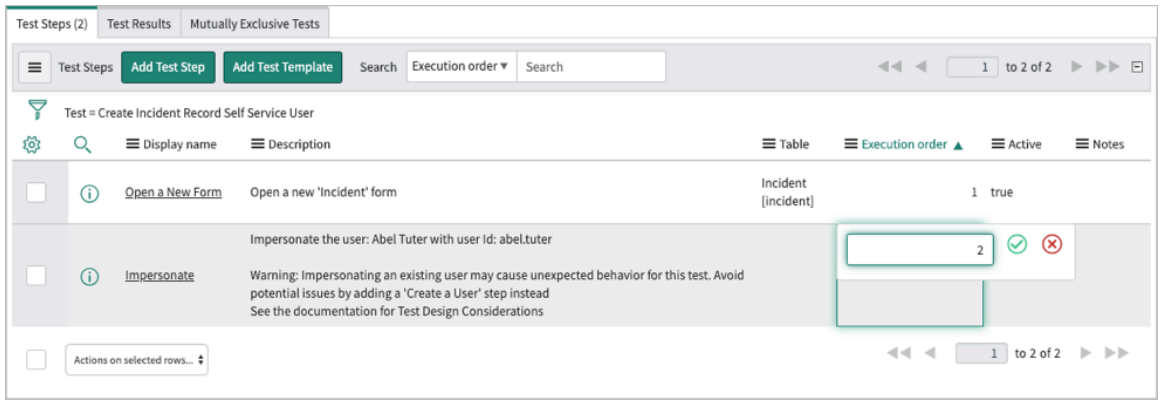 Test Steps (2) Test Results Mutually Exclusive Tests
Test Steps Add Test Step Add Test Template Search Execution order Search 1 to 2 of 2
Test = Create Incident Record Self Service User
Display name Description Table Execution order Active Notes
Open a New Form Open a new 'Incident' form Incident [incident] 1 true
Impersonate the user: Abel Tuter with user Id: abel.tuter
2
Impersonate Warning: Impersonating an existing user may cause unexpected behavior for this test. Avoid
potential issues by adding a 'Create a User' step instead
See the documentation for Test Design Considerations
Actions on selected rows... 1 to 2 of 2